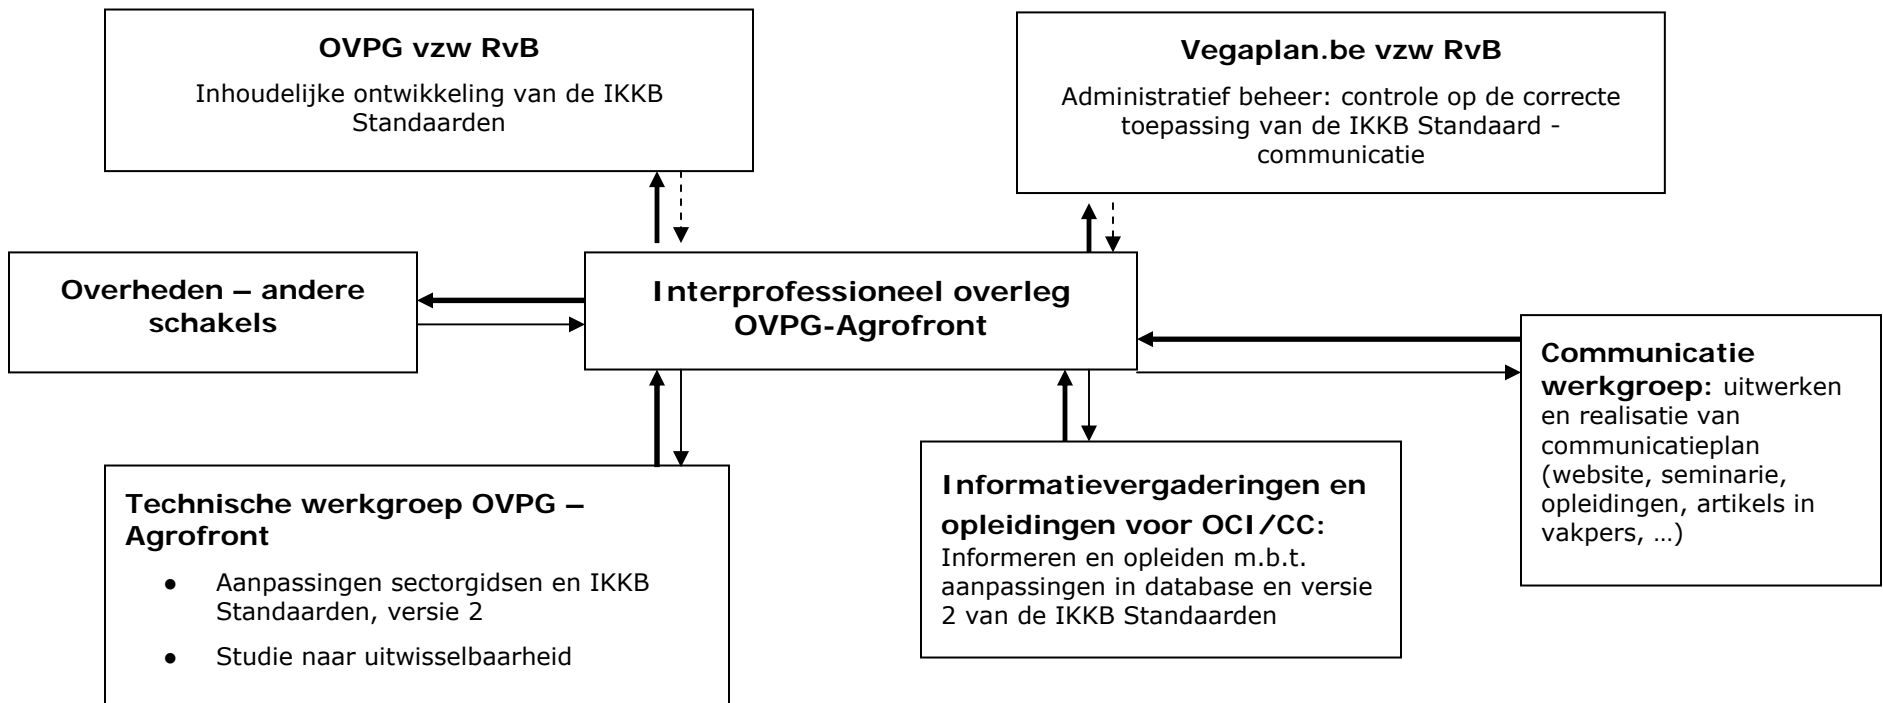 OVPG vzw RvB
Inhoudelijke ontwikkeling van de IKKB
Standaarden
Vegaplan.be vzw RvB
Administratief beheer: controle op de correcte
toepassing van de IKKB Standaard -
communicatie
Overheden – andere
schakels
Interprofessioneel overleg
OVPG-Agrofront
Communicatie
werkgroep: uitwerken
en realisatie van
communicatieplan
(website, seminarie,
opleidingen, artikels in
vakpers, …)
Technische werkgroep OVPG –
Agrofront
● Aanpassingen sectorgidsen en IKKB
Standaarden, versie 2
● Studie naar uitwisselbaarheid
Informatievergaderingen en
opleidingen voor OCI/CC:
Informeren en opleiden m.b.t.
aanpassingen in database en versie
2 van de IKKB Standaarden